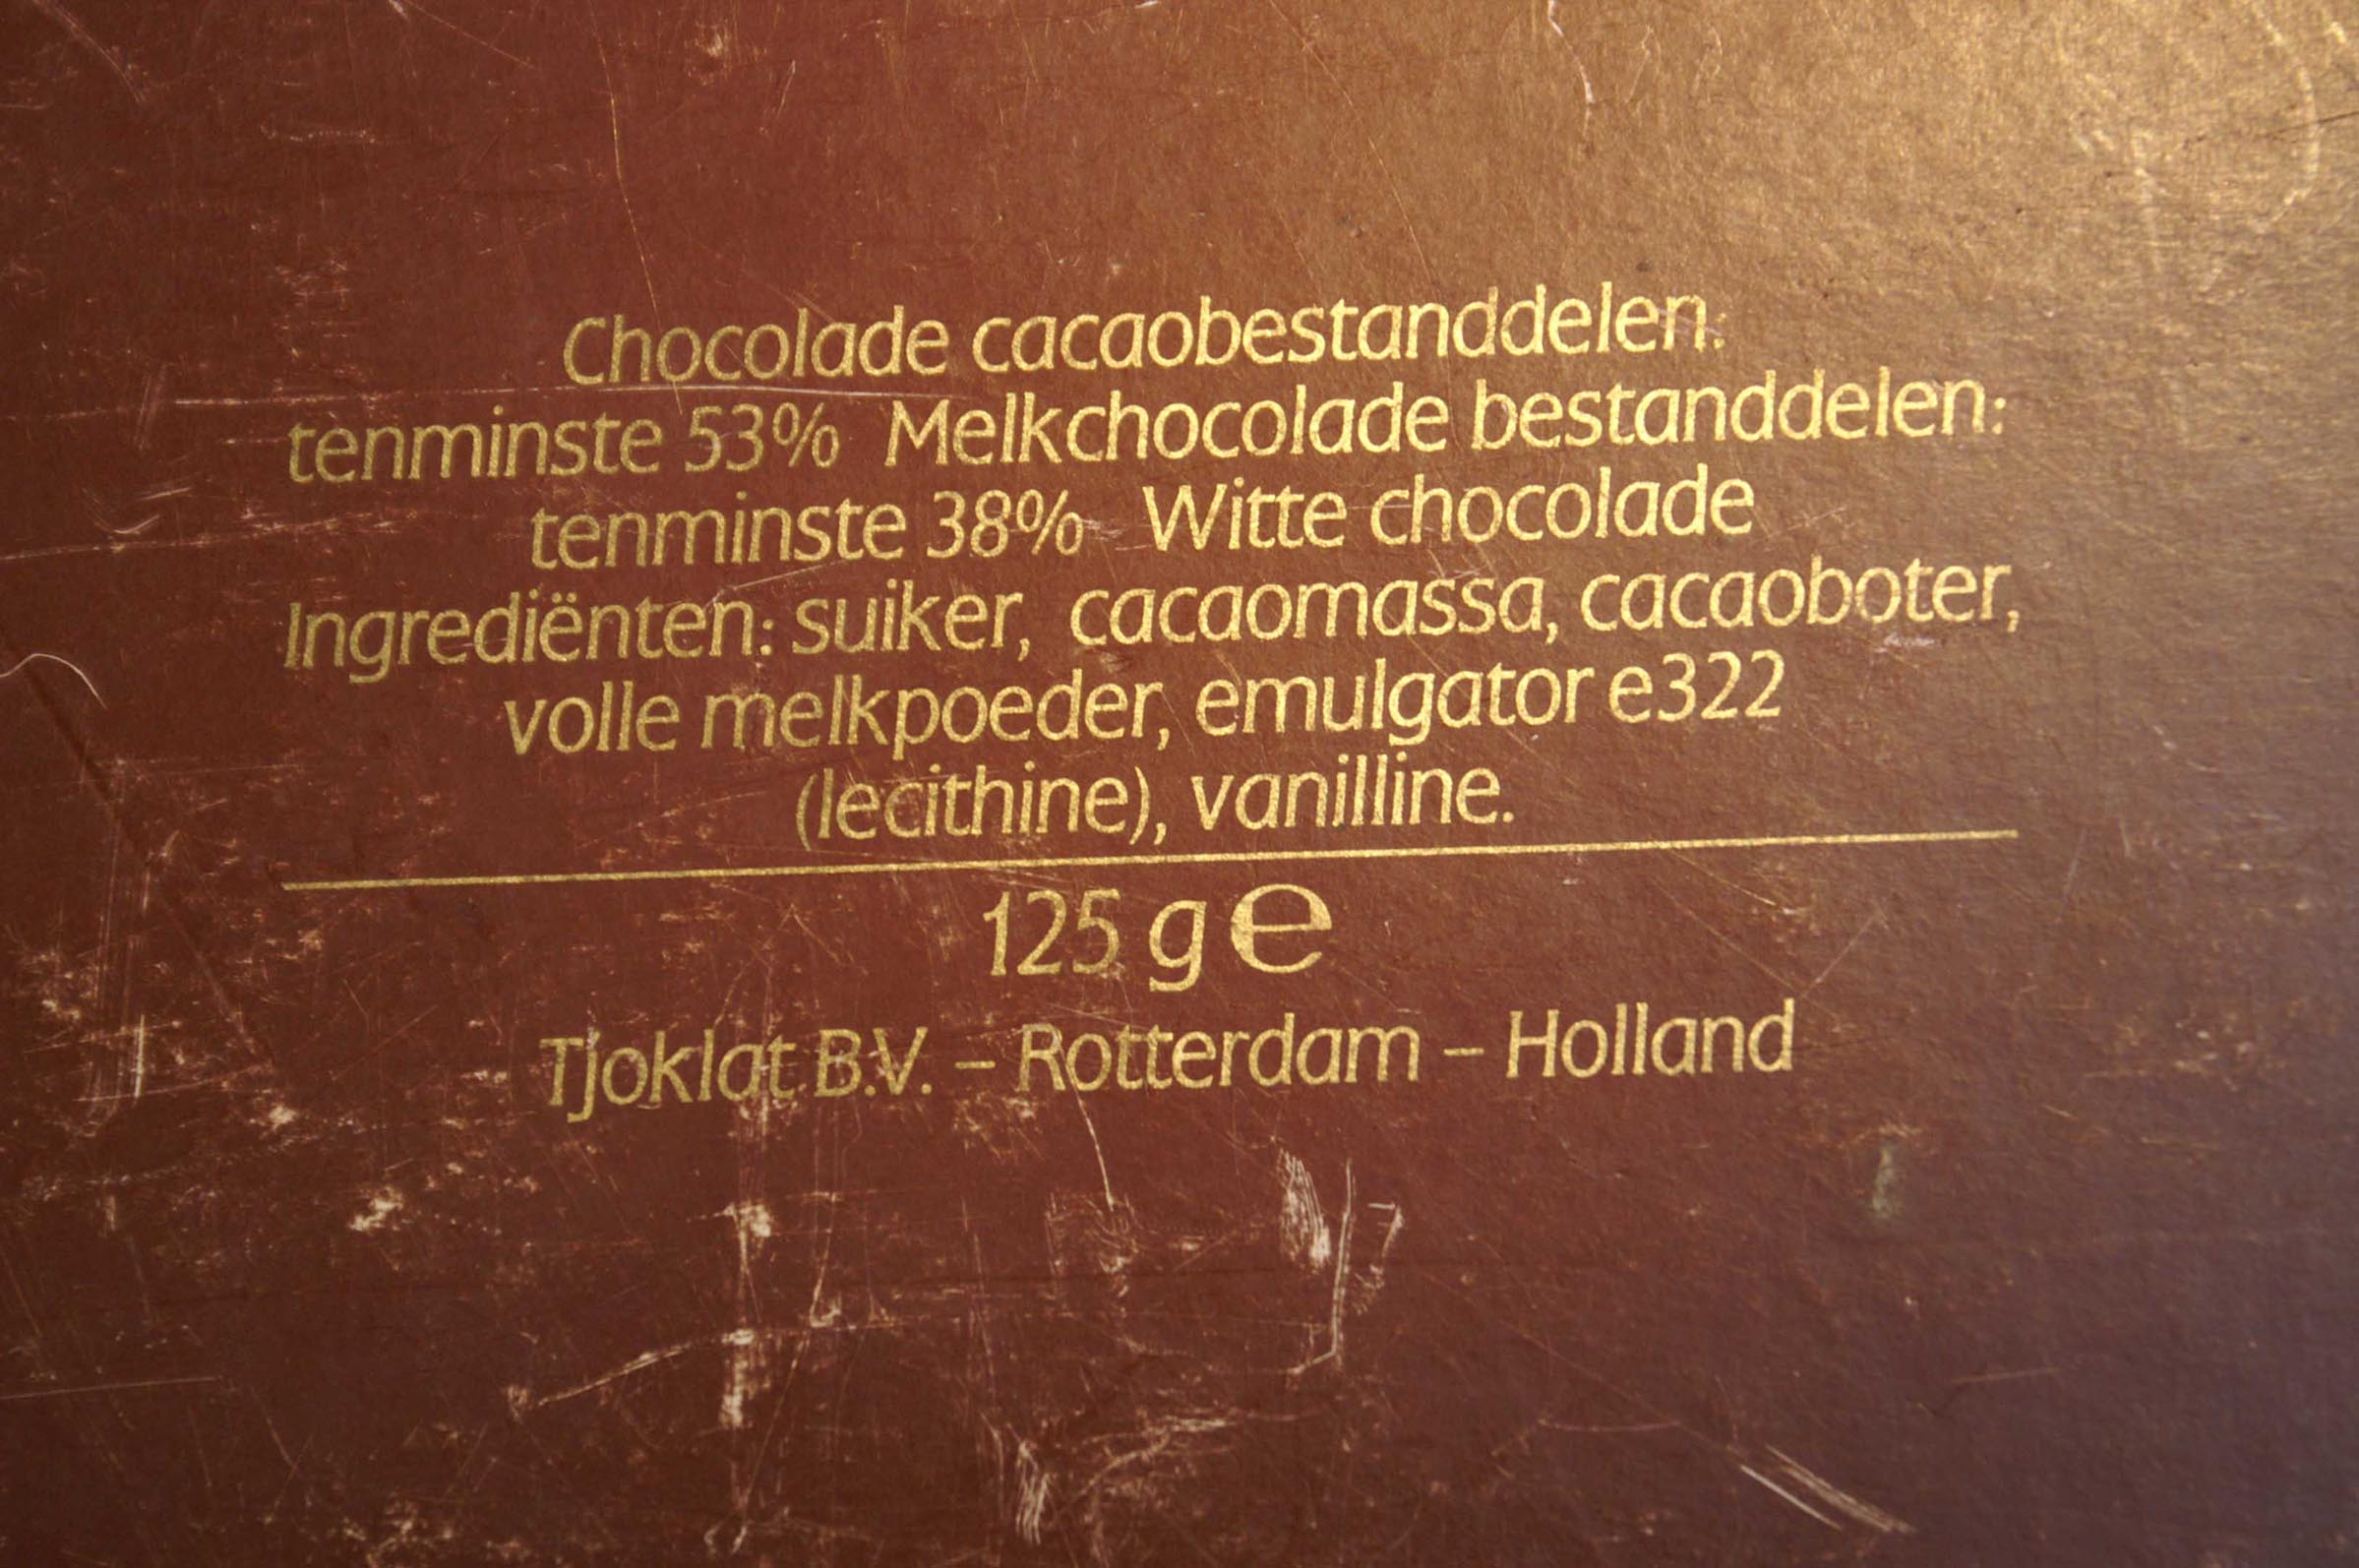 Chocolade cacaobestanddelen:
tenminste 53% Melkchocolade bestanddelen:
tenminste 38% Witte chocolade
Ingrediënten: suiker, cacaomassa, cacaoboter,
volle melkpoeder, emulgator e322
(lecithine), vanilline.
125 g e
Tjoklat B.V. – Rotterdam – Holland